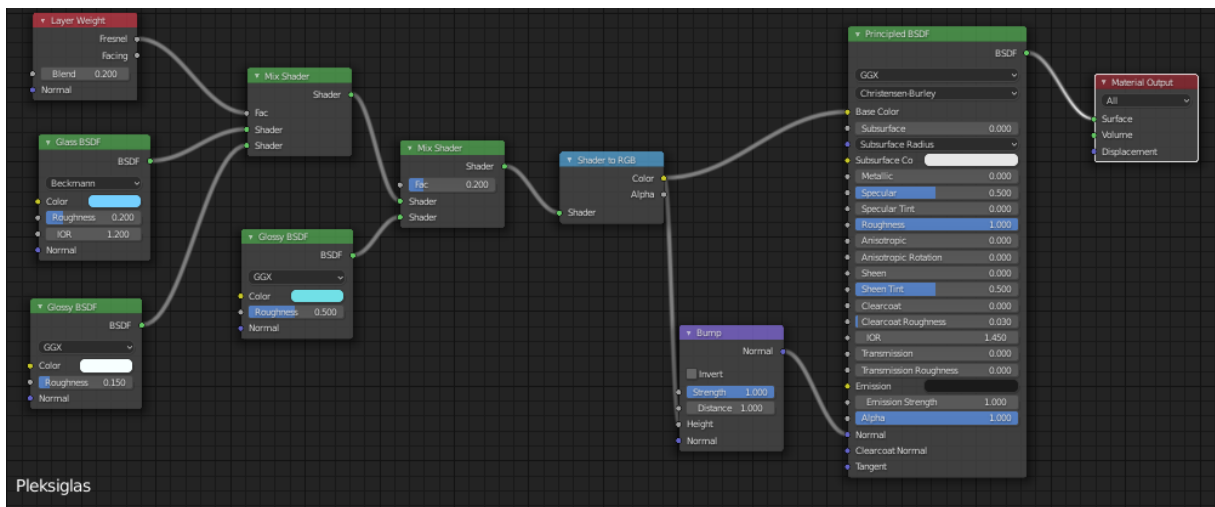 Layer Weight
Fresnel
Facing
Blend 0.200
Normal
Glass BSDF
BSDF
Beckmann
Color
Roughness 0.200
IOR 1.200
Normal
Glossy BSDF
BSDF
GGX
Color
Roughness 0.150
Normal
Mix Shader
Shader
Fac
Shader
Shader
Glossy BSDF
BSDF
GGX
Color
Roughness 0.500
Normal
Mix Shader
Shader
Fac 0.200
Shader
Shader
Shader to RGB
Color
Alpha
Shader
Bump
Normal
Invert
Strength 1.000
Distance 1.000
Height
Normal
Principled BSDF
BSDF
GGX
Christensen-Burley
Base Color
Subsurface 0.000
Subsurface Radius
Subsurface Co
Metallic 0.000
Specular 0.500
Specular Tint 0.000
Roughness 1.000
Anisotropic 0.000
Anisotropic Rotation 0.000
Sheen 0.000
Sheen Tint 0.500
Clearcoat 0.000
Clearcoat Roughness 0.030
IOR 1.450
Transmission 0.000
Transmission Roughness 0.000
Emission
Emission Strength 1.000
Alpha 1.000
Normal
Clearcoat Normal
Tangent
Material Output
All
Surface
Volume
Displacement
Pleksiglas